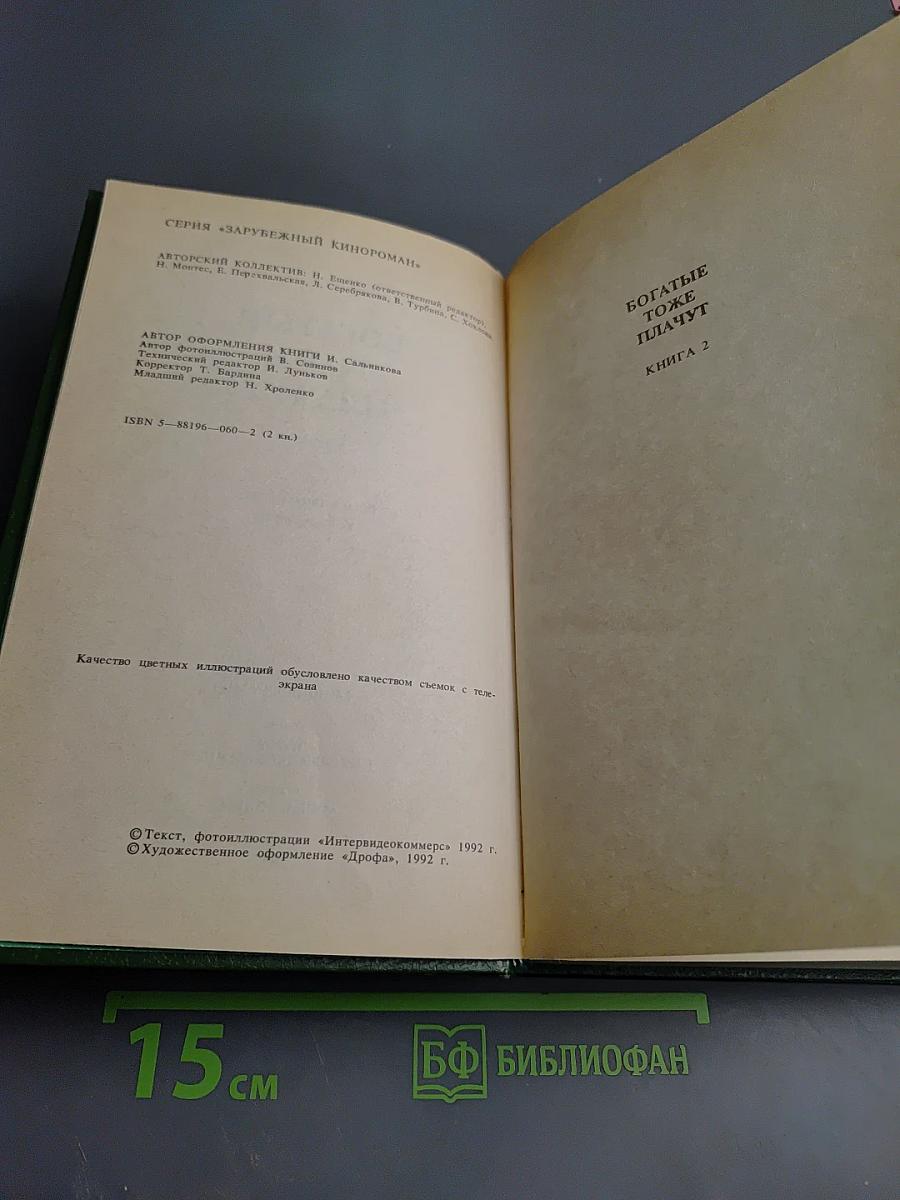 СЕРИЯ «ЗАРУБЕЖНЫЙ КИНОРОМАН»
АВТОРСКИЙ КОЛЛЕКТИВ: Н. Ещенко (ответственный редактор),
Н. Монтес, Е. Перехвальская, Л. Серебрякова, В. Турбина, С. Хохлова
АВТОР ОФОРМЛЕНИЯ КНИГИ И. Сальникова
Автор фотоиллюстраций В. Созинов
Технический редактор И. Луньков
Корректор Т. Бардина
Младший редактор Н. Хроленко
ISBN 5—88196—060—2 (2 кн.)
Качество цветных иллюстраций обусловлено качеством съемок с теле-
экрана
© Текст, фотоиллюстрации «Интервидеокоммерс» 1992 г.
© Художественное оформление «Дрофа», 1992 г.
БОГАТЫЕ
ТОЖЕ
ПЛАЧУТ
КНИГА 2
15 см
БФ БИБЛИОФАН